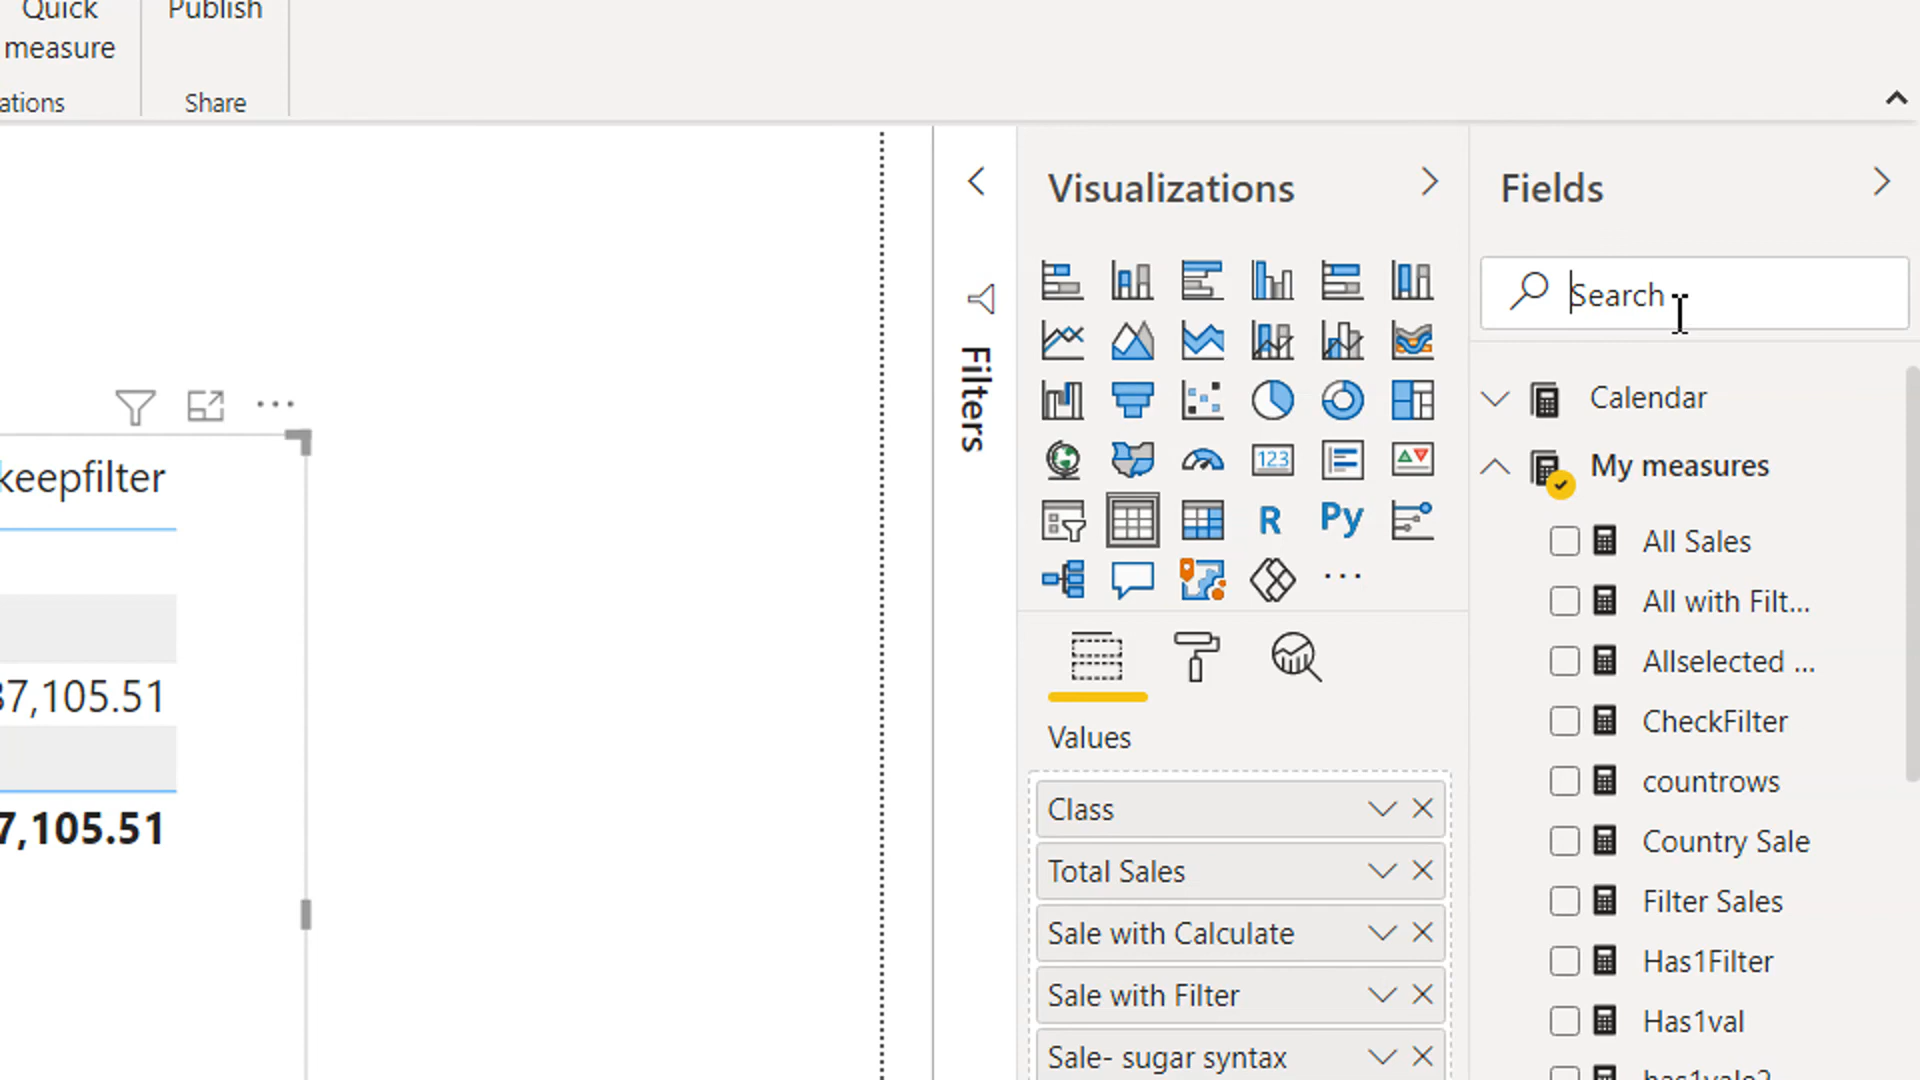 Quick
measure
Publish
ations
Share
keepfilter
37,105.51
7,105.51
Filters
Visualizations
123
R
Py
Values
Class
Total Sales
Sale with Calculate
Sale with Filter
Sale- sugar syntax
Fields
Search
Calendar
My measures
All Sales
All with Filt...
Allselected ...
CheckFilter
countrows
Country Sale
Filter Sales
Has1Filter
Has1val